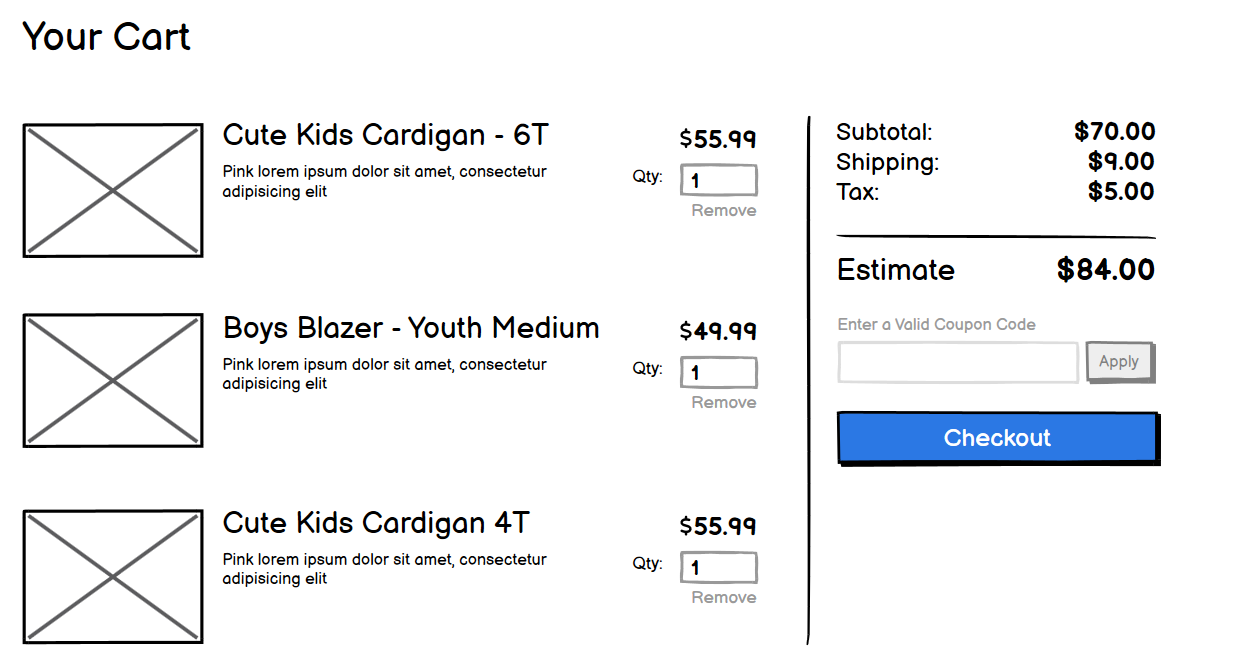 Your Cart
Cute Kids Cardigan - 6T
Pink lorem ipsum dolor sit amet, consectetur
adipisicing elit
$55.99
Qty: 1
Remove
Boys Blazer - Youth Medium
Pink lorem ipsum dolor sit amet, consectetur
adipisicing elit
$49.99
Qty: 1
Remove
Cute Kids Cardigan 4T
Pink lorem ipsum dolor sit amet, consectetur
adipisicing elit
$55.99
Qty: 1
Remove
Subtotal: $70.00
Shipping: $9.00
Tax: $5.00
Estimate $84.00
Enter a Valid Coupon Code
Apply
Checkout